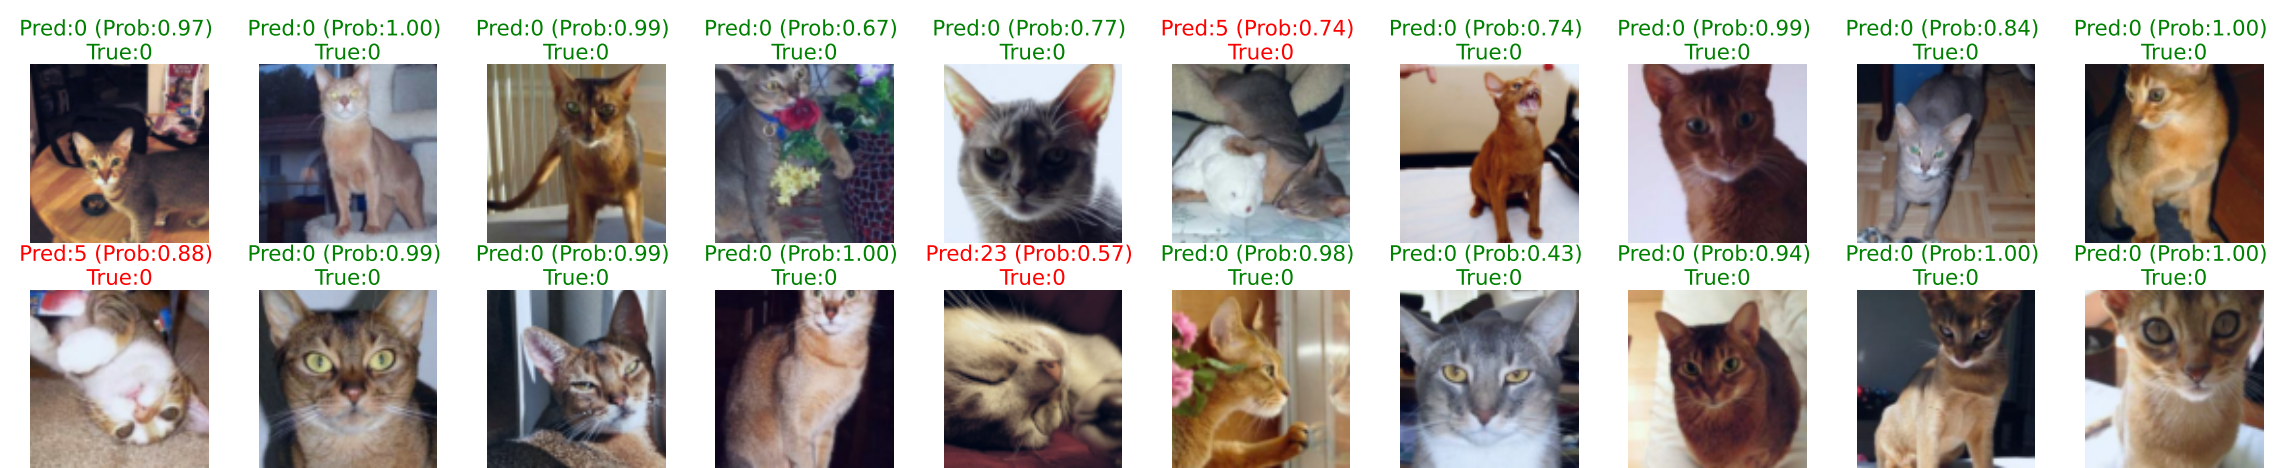 Pred:0 (Prob:0.97) Pred:0 (Prob:1.00) Pred:0 (Prob:0.99) Pred:0 (Prob:0.67) Pred:0 (Prob:0.77) Pred:5 (Prob:0.74) Pred:0 (Prob:0.74) Pred:0 (Prob:0.99) Pred:0 (Prob:0.84) Pred:0 (Prob:1.00)
True:0 True:0 True:0 True:0 True:0 True:0 True:0 True:0 True:0 True:0
Pred:5 (Prob:0.88) Pred:0 (Prob:0.99) Pred:0 (Prob:0.99) Pred:0 (Prob:1.00) Pred:23 (Prob:0.57) Pred:0 (Prob:0.98) Pred:0 (Prob:0.43) Pred:0 (Prob:0.94) Pred:0 (Prob:1.00) Pred:0 (Prob:1.00)
True:0 True:0 True:0 True:0 True:0 True:0 True:0 True:0 True:0 True:0